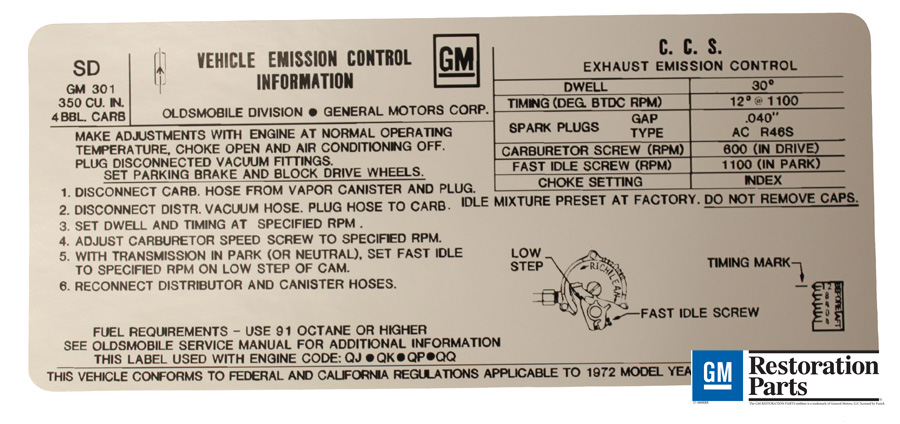 SD
GM 301
350 CU. IN.
4 BBL. CARB
VEHICLE EMISSION CONTROL
INFORMATION
OLDSMOBILE DIVISION ● GENERAL MOTORS CORP.
GM
MAKE ADJUSTMENTS WITH ENGINE AT NORMAL OPERATING
TEMPERATURE, CHOKE OPEN AND AIR CONDITIONING OFF.
PLUG DISCONNECTED VACUUM FITTINGS.
SET PARKING BRAKE AND BLOCK DRIVE WHEELS.
1. DISCONNECT CARB. HOSE FROM VAPOR CANISTER AND PLUG.
2. DISCONNECT DISTR. VACUUM HOSE. PLUG HOSE TO CARB.
3. SET DWELL AND TIMING AT SPECIFIED RPM.
4. ADJUST CARBURETOR SPEED SCREW TO SPECIFIED RPM.
5. WITH TRANSMISSION IN PARK (OR NEUTRAL), SET FAST IDLE
TO SPECIFIED RPM ON LOW STEP OF CAM.
6. RECONNECT DISTRIBUTOR AND CANISTER HOSES.
C. C. S.
EXHAUST EMISSION CONTROL
DWELL 30°
TIMING (DEG. BTDC RPM) 12° @ 1100
SPARK PLUGS GAP .040"
TYPE AC R46S
CARBURETOR SCREW (RPM) 600 (IN DRIVE)
FAST IDLE SCREW (RPM) 1100 (IN PARK)
CHOKE SETTING INDEX
IDLE MIXTURE PRESET AT FACTORY. DO NOT REMOVE CAPS.
LOW
STEP
RICH LEAN
FAST IDLE SCREW
TIMING MARK
BEFORE
FUEL REQUIREMENTS - USE 91 OCTANE OR HIGHER
SEE OLDSMOBILE SERVICE MANUAL FOR ADDITIONAL INFORMATION
THIS LABEL USED WITH ENGINE CODE: QJ ● QK ● QP ● QQ
THIS VEHICLE CONFORMS TO FEDERAL AND CALIFORNIA REGULATIONS APPLICABLE TO 1972 MODEL YEA
GM
Restoration
Parts